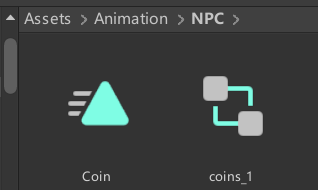 Assets > Animation > NPC >
Coin coins_1